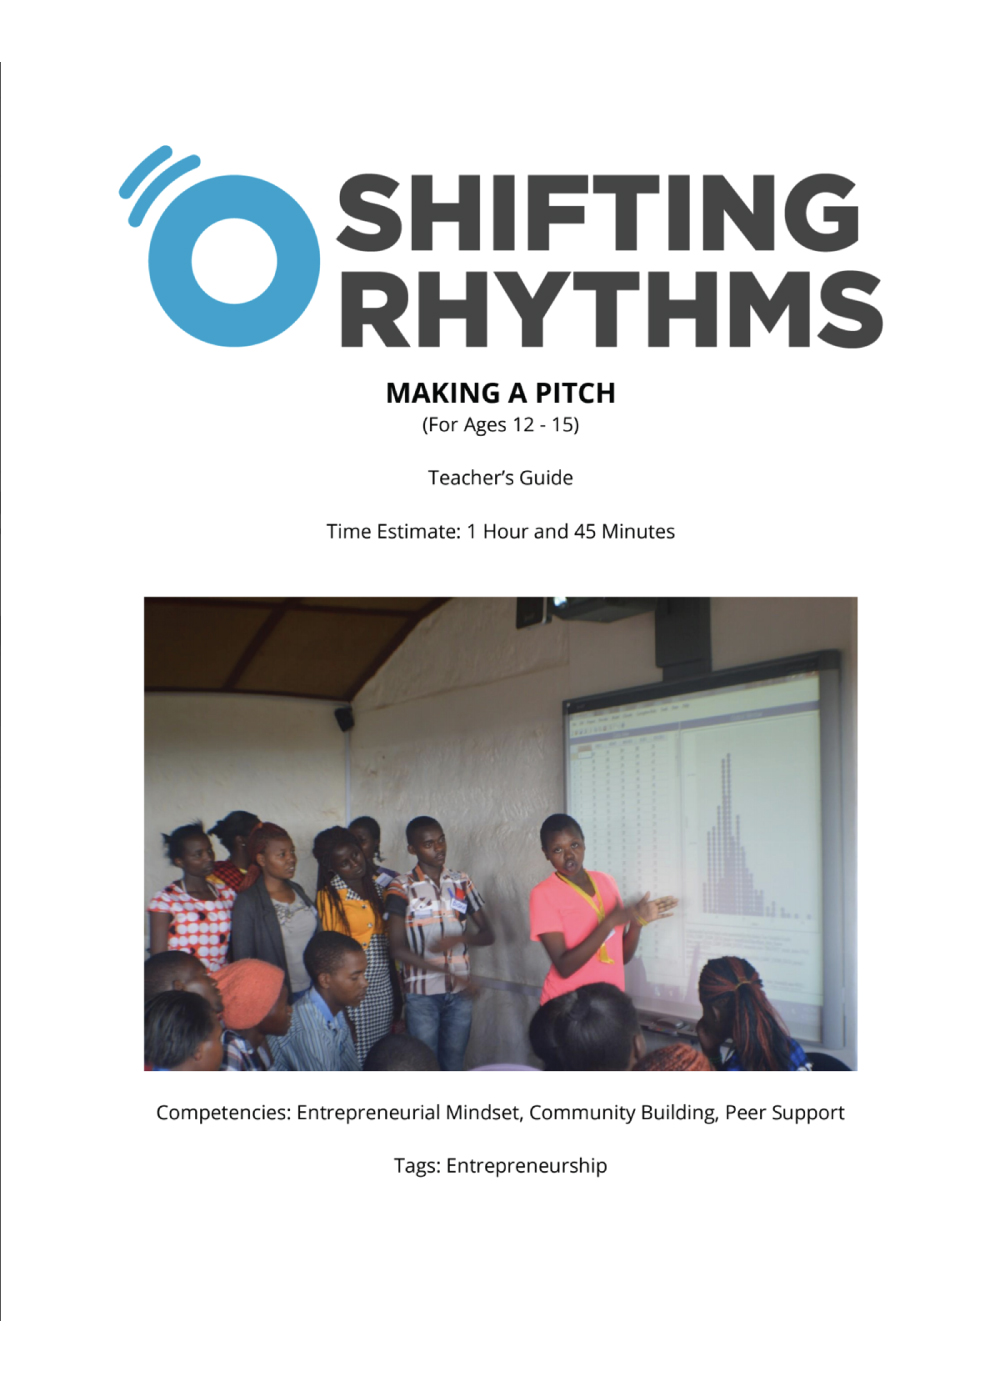 SHIFTING
RHYTHMS
MAKING A PITCH
(For Ages 12 - 15)
Teacher’s Guide
Time Estimate: 1 Hour and 45 Minutes
Competencies: Entrepreneurial Mindset, Community Building, Peer Support
Tags: Entrepreneurship